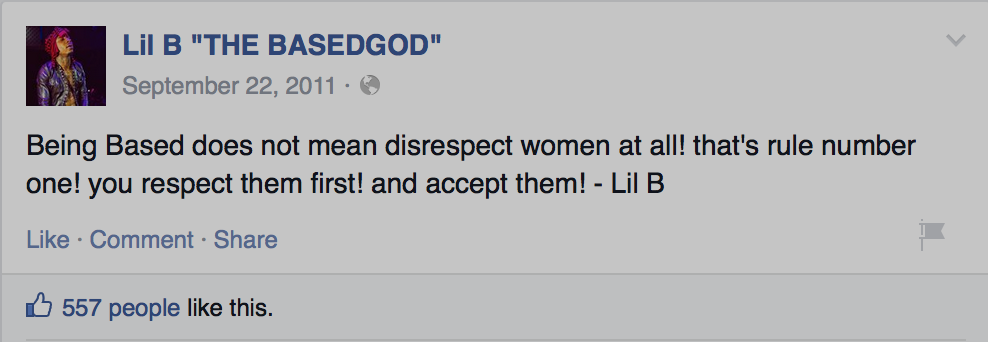 Lil B "THE BASEDGOD"
September 22, 2011 ·
Being Based does not mean disrespect women at all! that's rule number
one! you respect them first! and accept them! - Lil B
Like · Comment · Share
557 people like this.